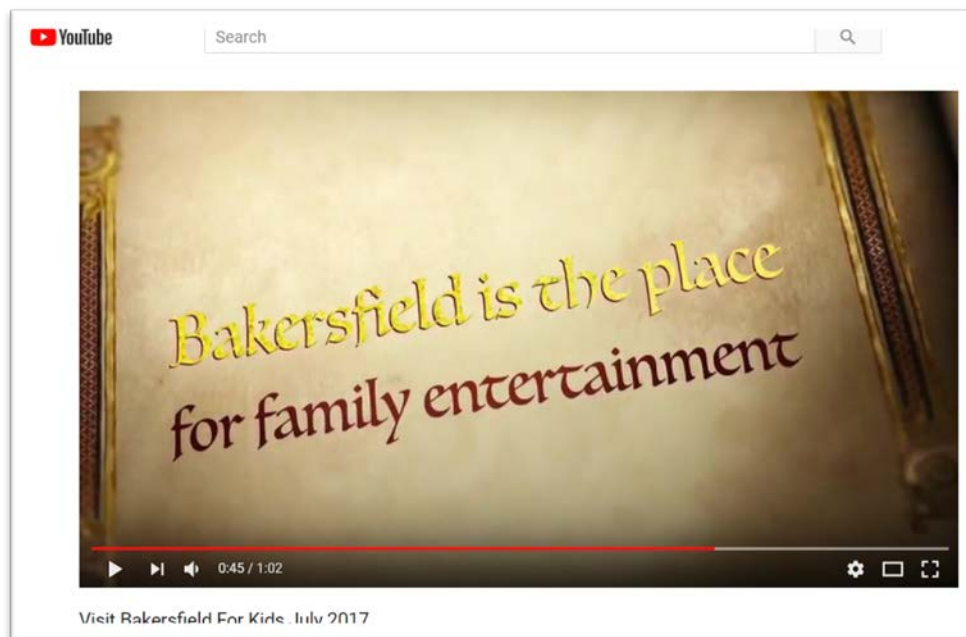 YouTube
Search
Bakersfield is the place
for family entertainment
0:45 / 1:02
Visit Bakersfield For Kids July 2017